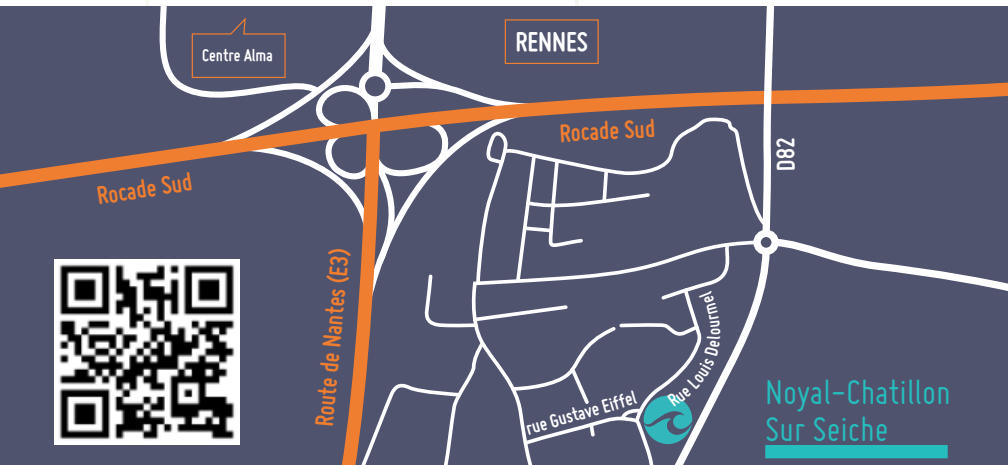 Centre Alma
RENNES
Rocade Sud
D82
Rocade Sud
Route de Nantes (E3)
Rue Louis Delourmel
rue Gustave Eiffel
Noyal-Chatillon
Sur Seiche